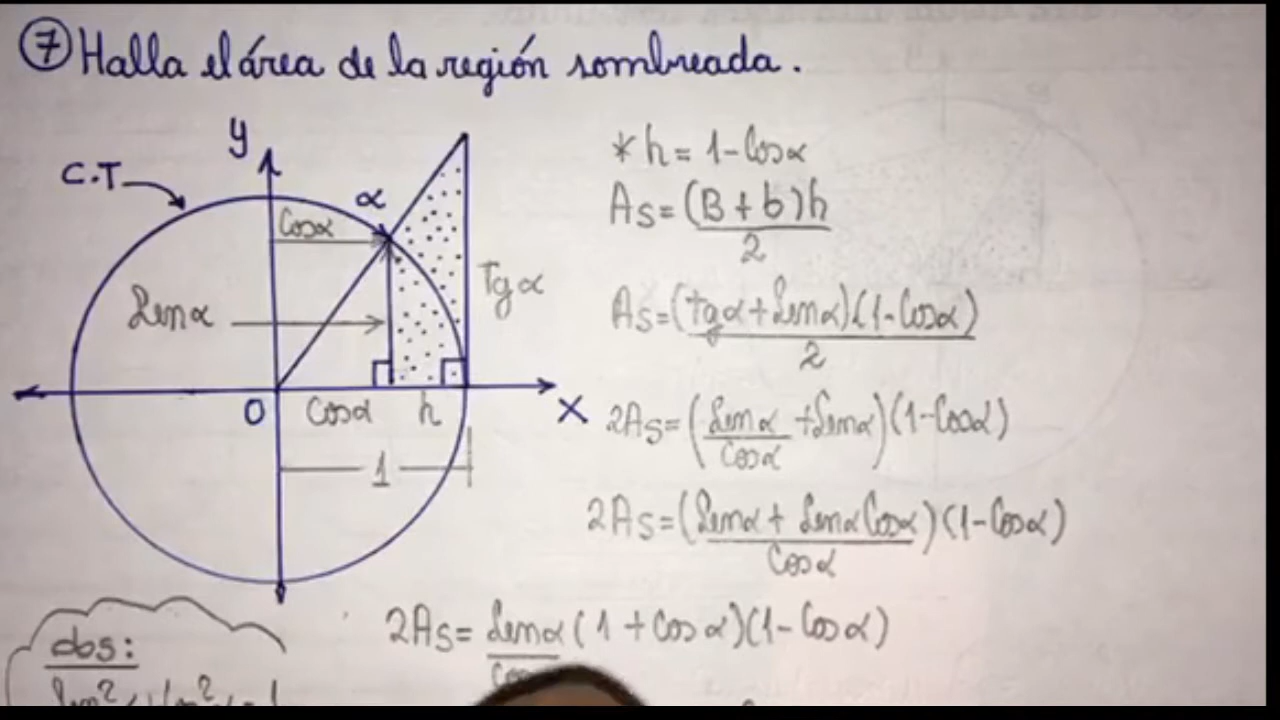 ⑦ Halla el área de la región sombreada.
y
C.T
α
Cosα
Senα
Tgα
O
Cosα
h
X
1
* h = 1-Cosα
As = (B + b)h / 2
As = (tgα + Senα)(1-Cosα) / 2
2As = (Senα / Cosα + Senα)(1-Cosα)
2As = (Senα + SenαCosα / Cosα)(1-Cosα)
2As = Senα (1 + Cosα)(1- Cosα)
Obs: